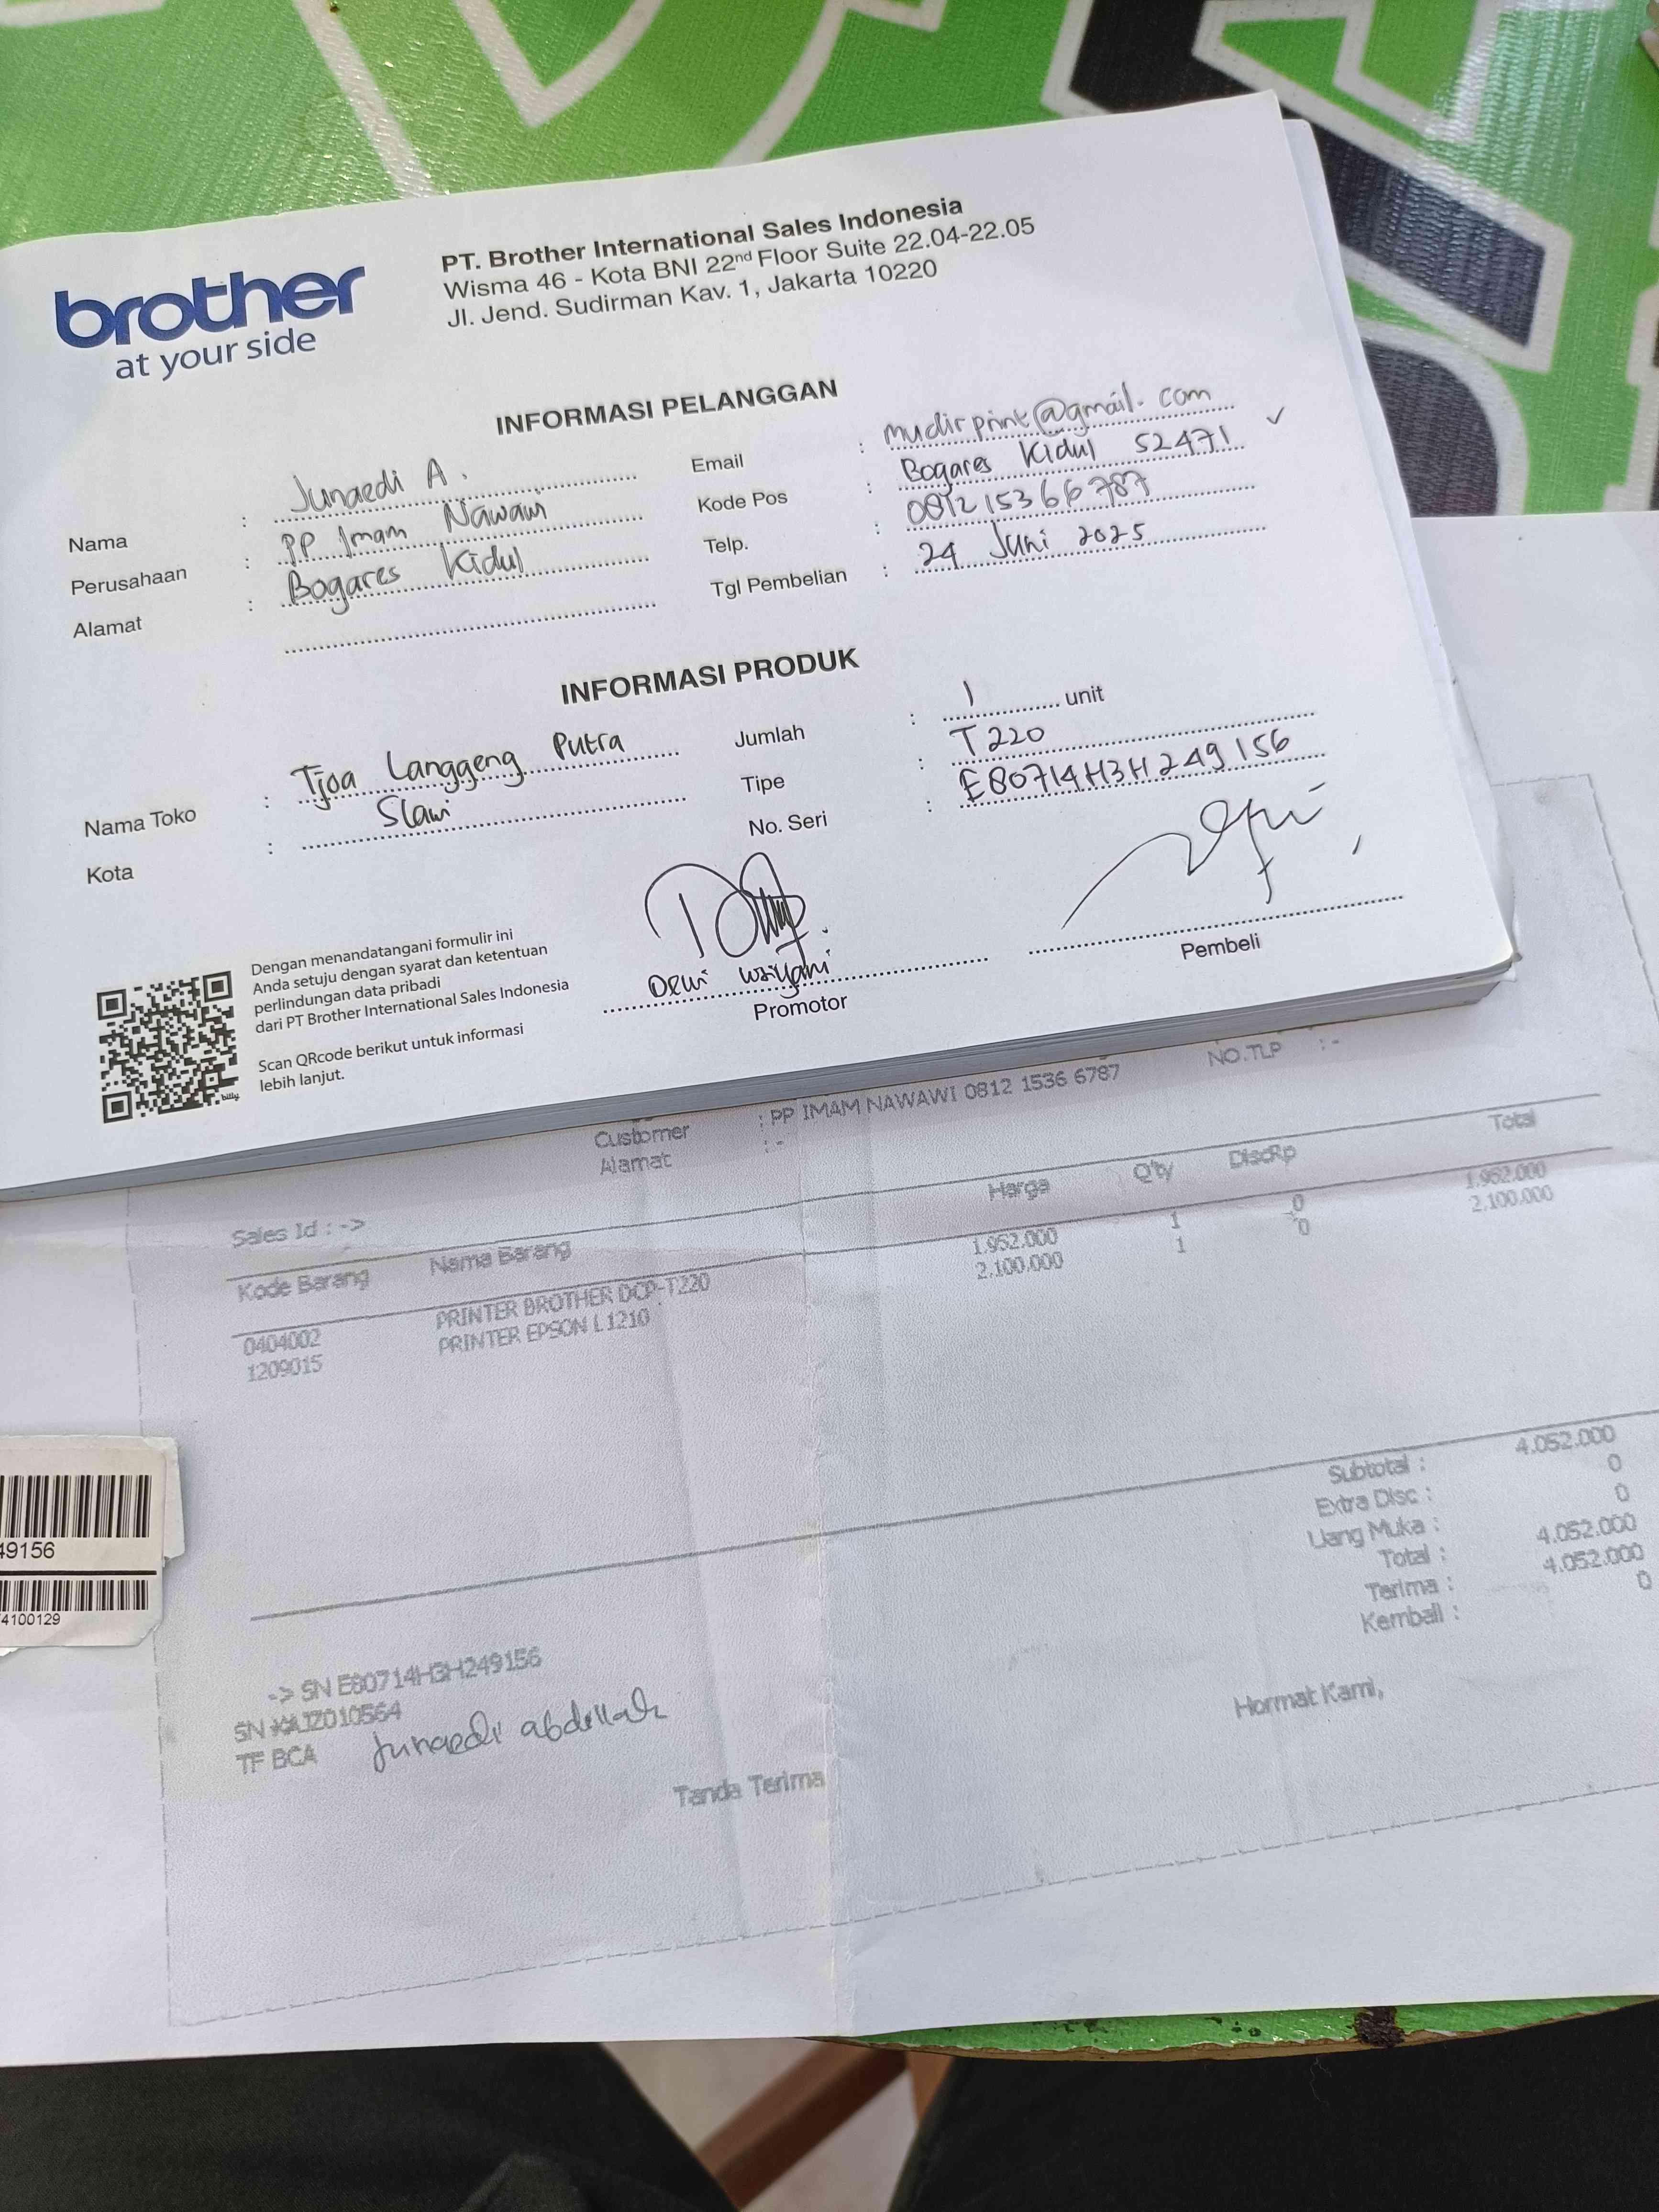 brother
at your side
PT. Brother International Sales Indonesia
Wisma 46 - Kota BNI 22nd Floor Suite 22.04-22.05
Jl. Jend. Sudirman Kav. 1, Jakarta 10220
INFORMASI PELANGGAN
Nama : Junaedi A.
Perusahaan : PP Imam Nawawi
Alamat : Bogares Kidul
Email : mudirprint@gmail.com
Kode Pos : Bogares Kidul 52471
Telp. : 081215366787
Tgl Pembelian : 24 Juni 2025
INFORMASI PRODUK
Nama Toko : Tjoa Langgeng Putra
Kota : Slawi
Jumlah : 1 unit
Tipe : T220
No. Seri : E80714H3H249156
Dengan menandatangani formulir ini
Anda setuju dengan syarat dan ketentuan
perlindungan data pribadi
dari PT Brother International Sales Indonesia
Scan QRcode berikut untuk informasi
lebih lanjut.
billy
Dewi
Promotor
Pembeli
Customer : PP IMAM NAWAWI 0812 1536 6787
NO.TLP : -
Alamat : -
Sales Id : ->
Kode Barang Nama Barang Harga Q'ty DiscRp Total
0404002 PRINTER BROTHER DCP-T220 1.952.000 1 0 1.952.000
1209015 PRINTER EPSON L1210 2.100.000 1 0 2.100.000
Subtotal : 4.052.000
Extra Disc : 0
Uang Muka : 0
Total : 4.052.000
Terima : 4.052.000
Kembali : 0
49156
4100129
-> SN E80714H3H249156
SN
TF BCA Junaedi abdillah
Tanda Terima
Hormat Kami,